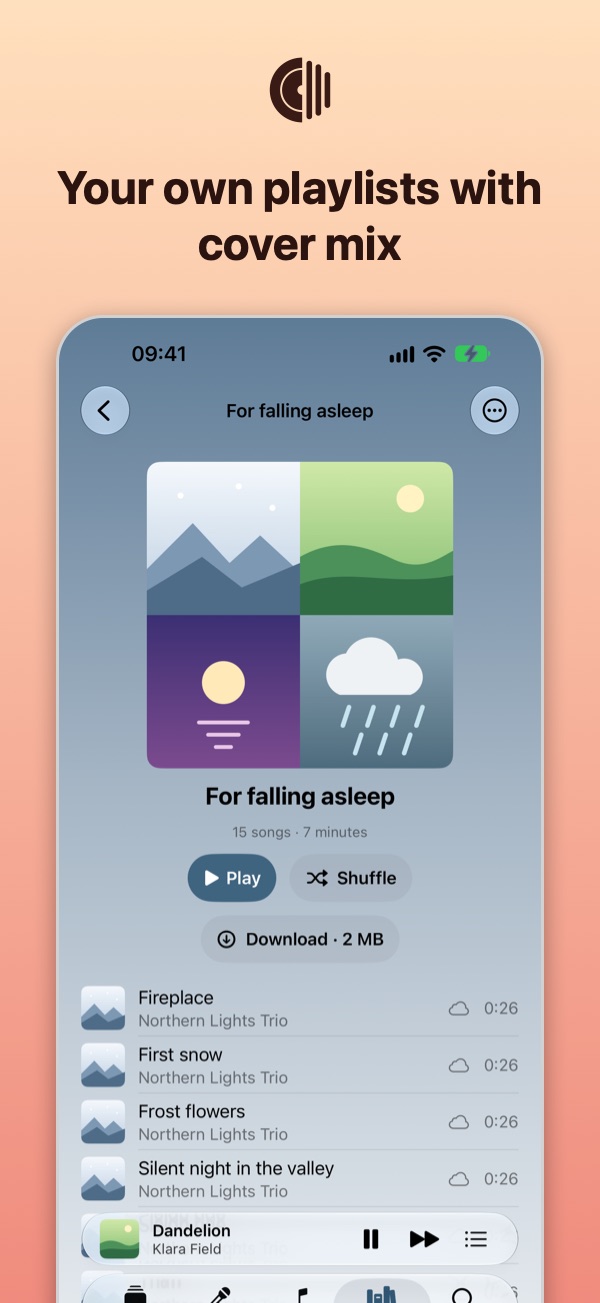 Your own playlists with
cover mix
09:41
For falling asleep
For falling asleep
15 songs · 7 minutes
Play
Shuffle
Download · 2 MB
Fireplace
Northern Lights Trio
0:26
First snow
Northern Lights Trio
0:26
Frost flowers
Northern Lights Trio
0:26
Silent night in the valley
Northern Lights Trio
0:26
Dandelion
Klara Field